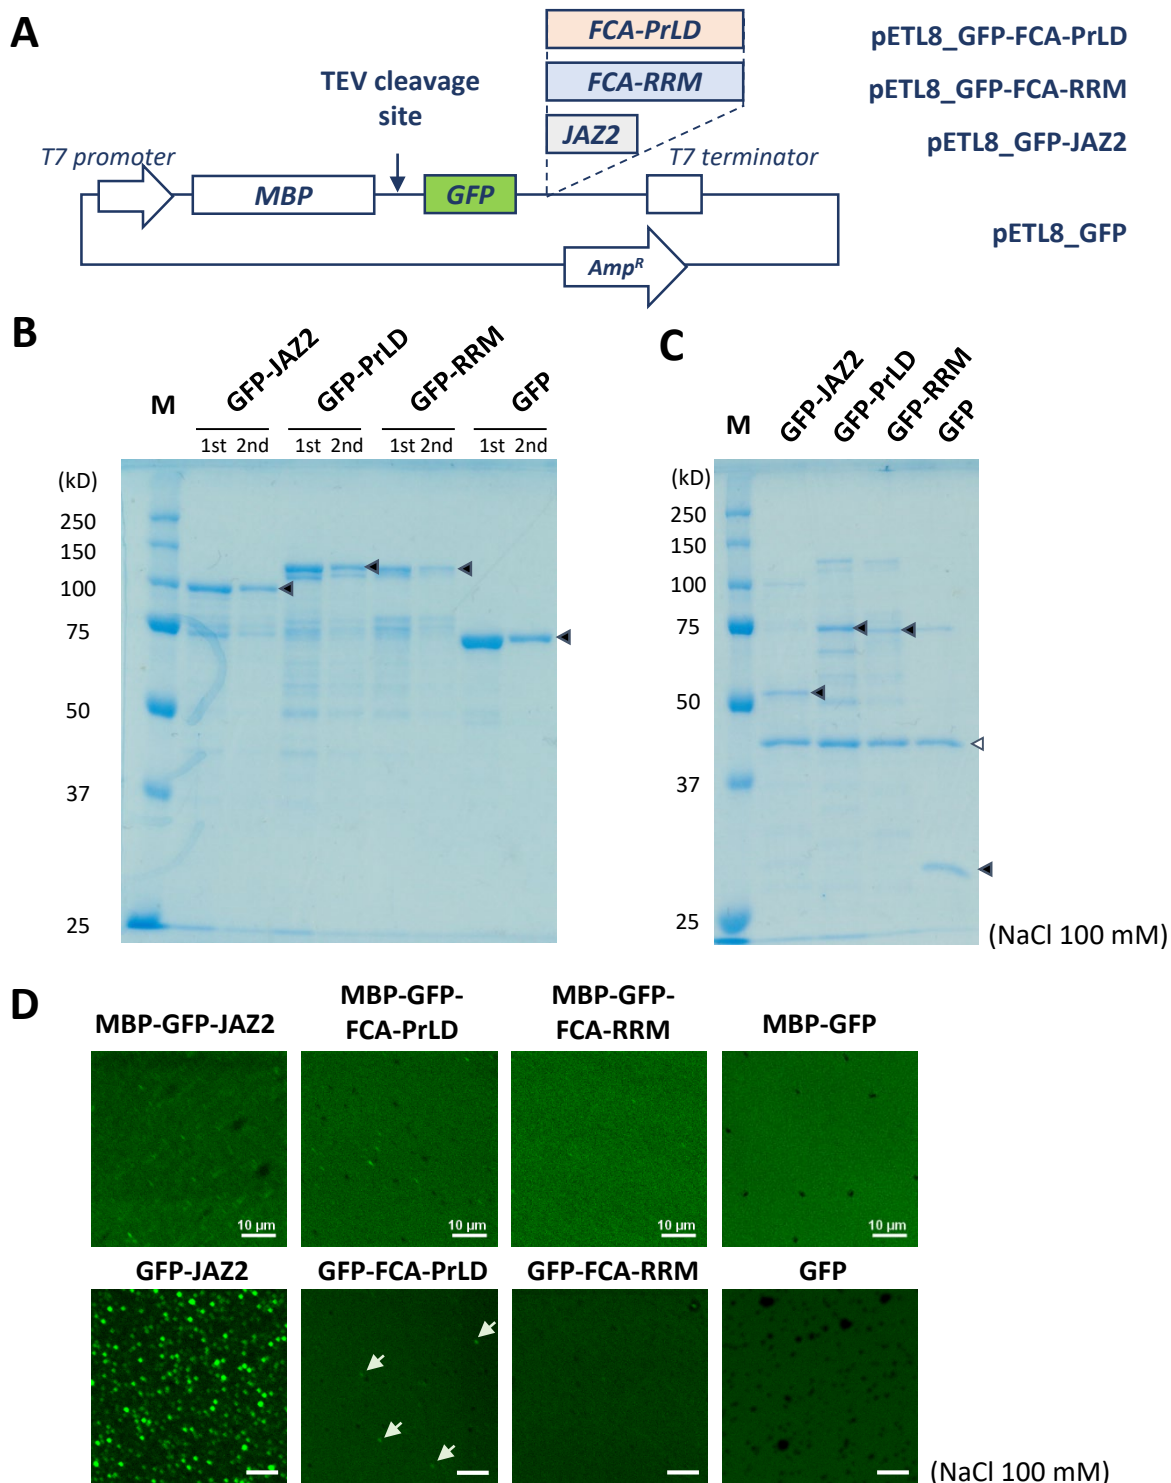 A
FCA-PrLD
pETL8_GFP-FCA-PrLD
FCA-RRM
pETL8_GFP-FCA-RRM
TEV cleavage
site
JAZ2
pETL8_GFP-JAZ2
T7 promoter
T7 terminator
MBP
GFP
pETL8_GFP
Amp^R
B
M
GFP-JAZ2
GFP-PrLD
GFP-RRM
GFP
1st 2nd 1st 2nd 1st 2nd 1st 2nd
(kD)
250
150
100
75
50
37
25
C
M
GFP-JAZ2
GFP-PrLD
GFP-RRM
GFP
(kD)
250
150
100
75
50
37
25
(NaCl 100 mM)
D
MBP-GFP-JAZ2
MBP-GFP-
FCA-PrLD
MBP-GFP-
FCA-RRM
MBP-GFP
10 µm
10 µm
10 µm
10 µm
GFP-JAZ2
GFP-FCA-PrLD
GFP-FCA-RRM
GFP
(NaCl 100 mM)